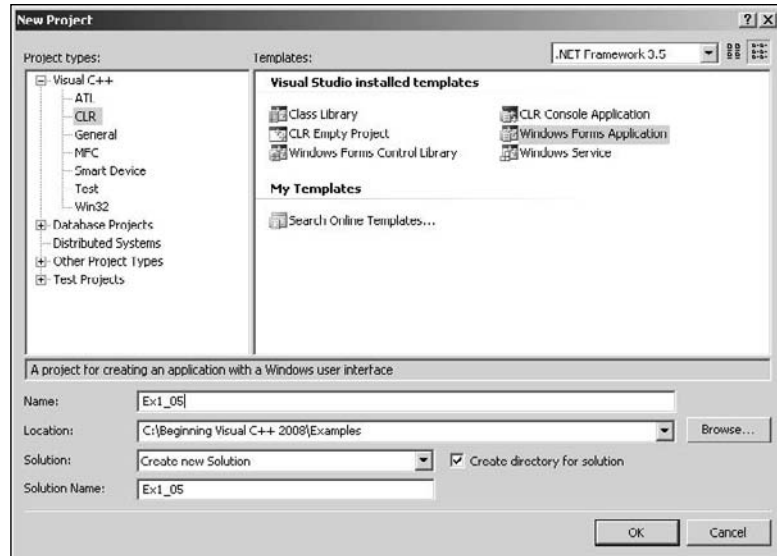 New Project
Project types:
Templates:
.NET Framework 3.5
Visual C++
ATL
CLR
General
MFC
Smart Device
Test
Win32
Database Projects
Distributed Systems
Other Project Types
Test Projects
Visual Studio installed templates
Class Library
CLR Console Application
CLR Empty Project
Windows Forms Application
Windows Forms Control Library
Windows Service
My Templates
Search Online Templates...
A project for creating an application with a Windows user interface
Name:
Ex1_05
Location:
C:\Beginning Visual C++ 2008\Examples
Browse...
Solution:
Create new Solution
Create directory for solution
Solution Name:
Ex1_05
OK
Cancel